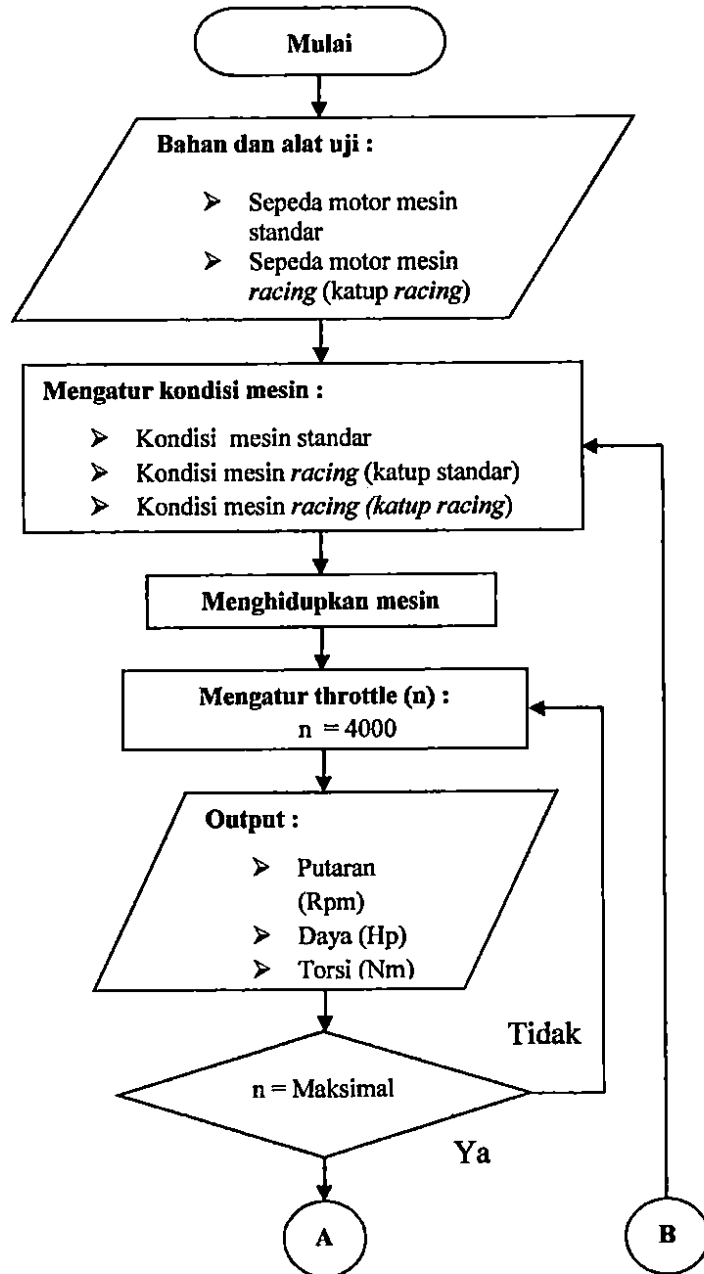 Mulai
Bahan dan alat uji :
➢ Sepeda motor mesin
standar
➢ Sepeda motor mesin
racing (katup racing)
Mengatur kondisi mesin :
➢ Kondisi mesin standar
➢ Kondisi mesin racing (katup standar)
➢ Kondisi mesin racing (katup racing)
Menghidupkan mesin
Mengatur throttle (n) :
n = 4000
Output :
➢ Putaran
(Rpm)
➢ Daya (Hp)
➢ Torsi (Nm)
Tidak
n = Maksimal
Ya
A
B